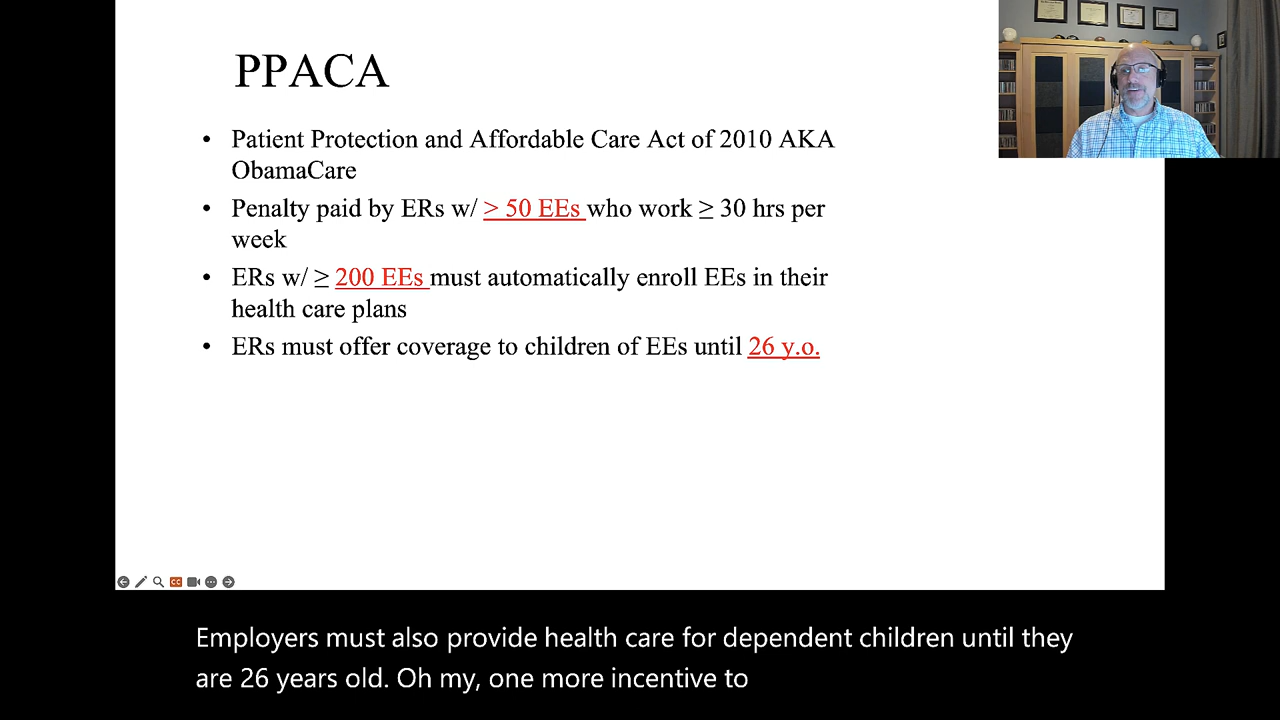 PPACA
• Patient Protection and Affordable Care Act of 2010 AKA
ObamaCare
• Penalty paid by ERs w/ > 50 EEs who work ≥ 30 hrs per
week
• ERs w/ ≥ 200 EEs must automatically enroll EEs in their
health care plans
• ERs must offer coverage to children of EEs until 26 y.o.
CC
Employers must also provide health care for dependent children until they
are 26 years old. Oh my, one more incentive to